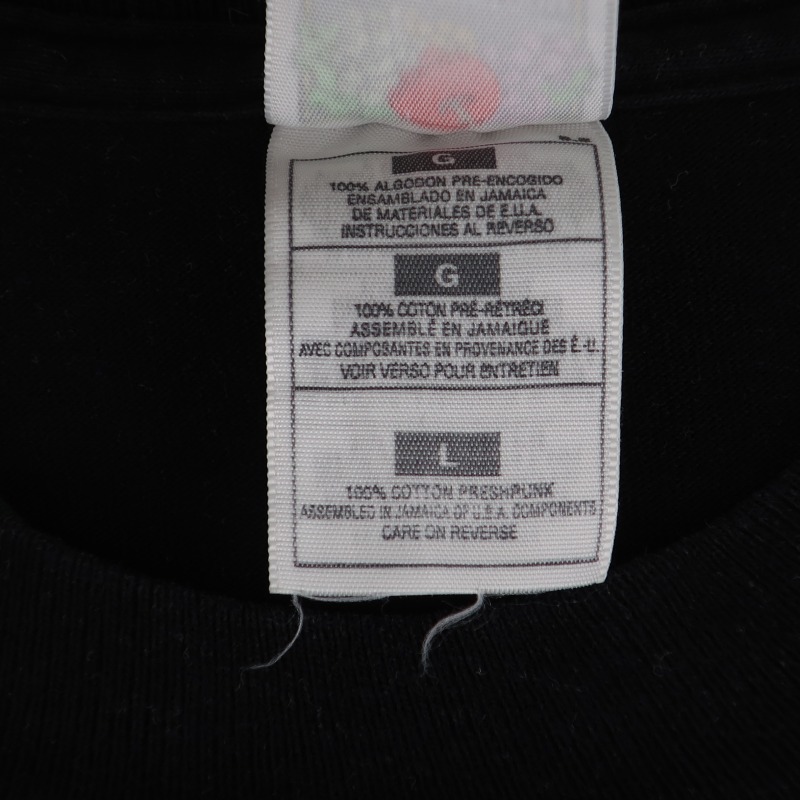 G
100% ALGODON PRE-ENCOGIDO
ENSAMBLADO EN JAMAICA
DE MATERIALES DE E.U.A.
INSTRUCCIONES AL REVERSO
G
100% COTON PRÉ-RÉTRÉCI
ASSEMBLÉ EN JAMAIQUE
AVEC COMPOSANTES EN PROVENANCE DES É.-U.
VOIR VERSO POUR ENTRETIEN
L
100% COTTON PRESHRUNK
ASSEMBLED IN JAMAICA OF U.S.A. COMPONENTS
CARE ON REVERSE